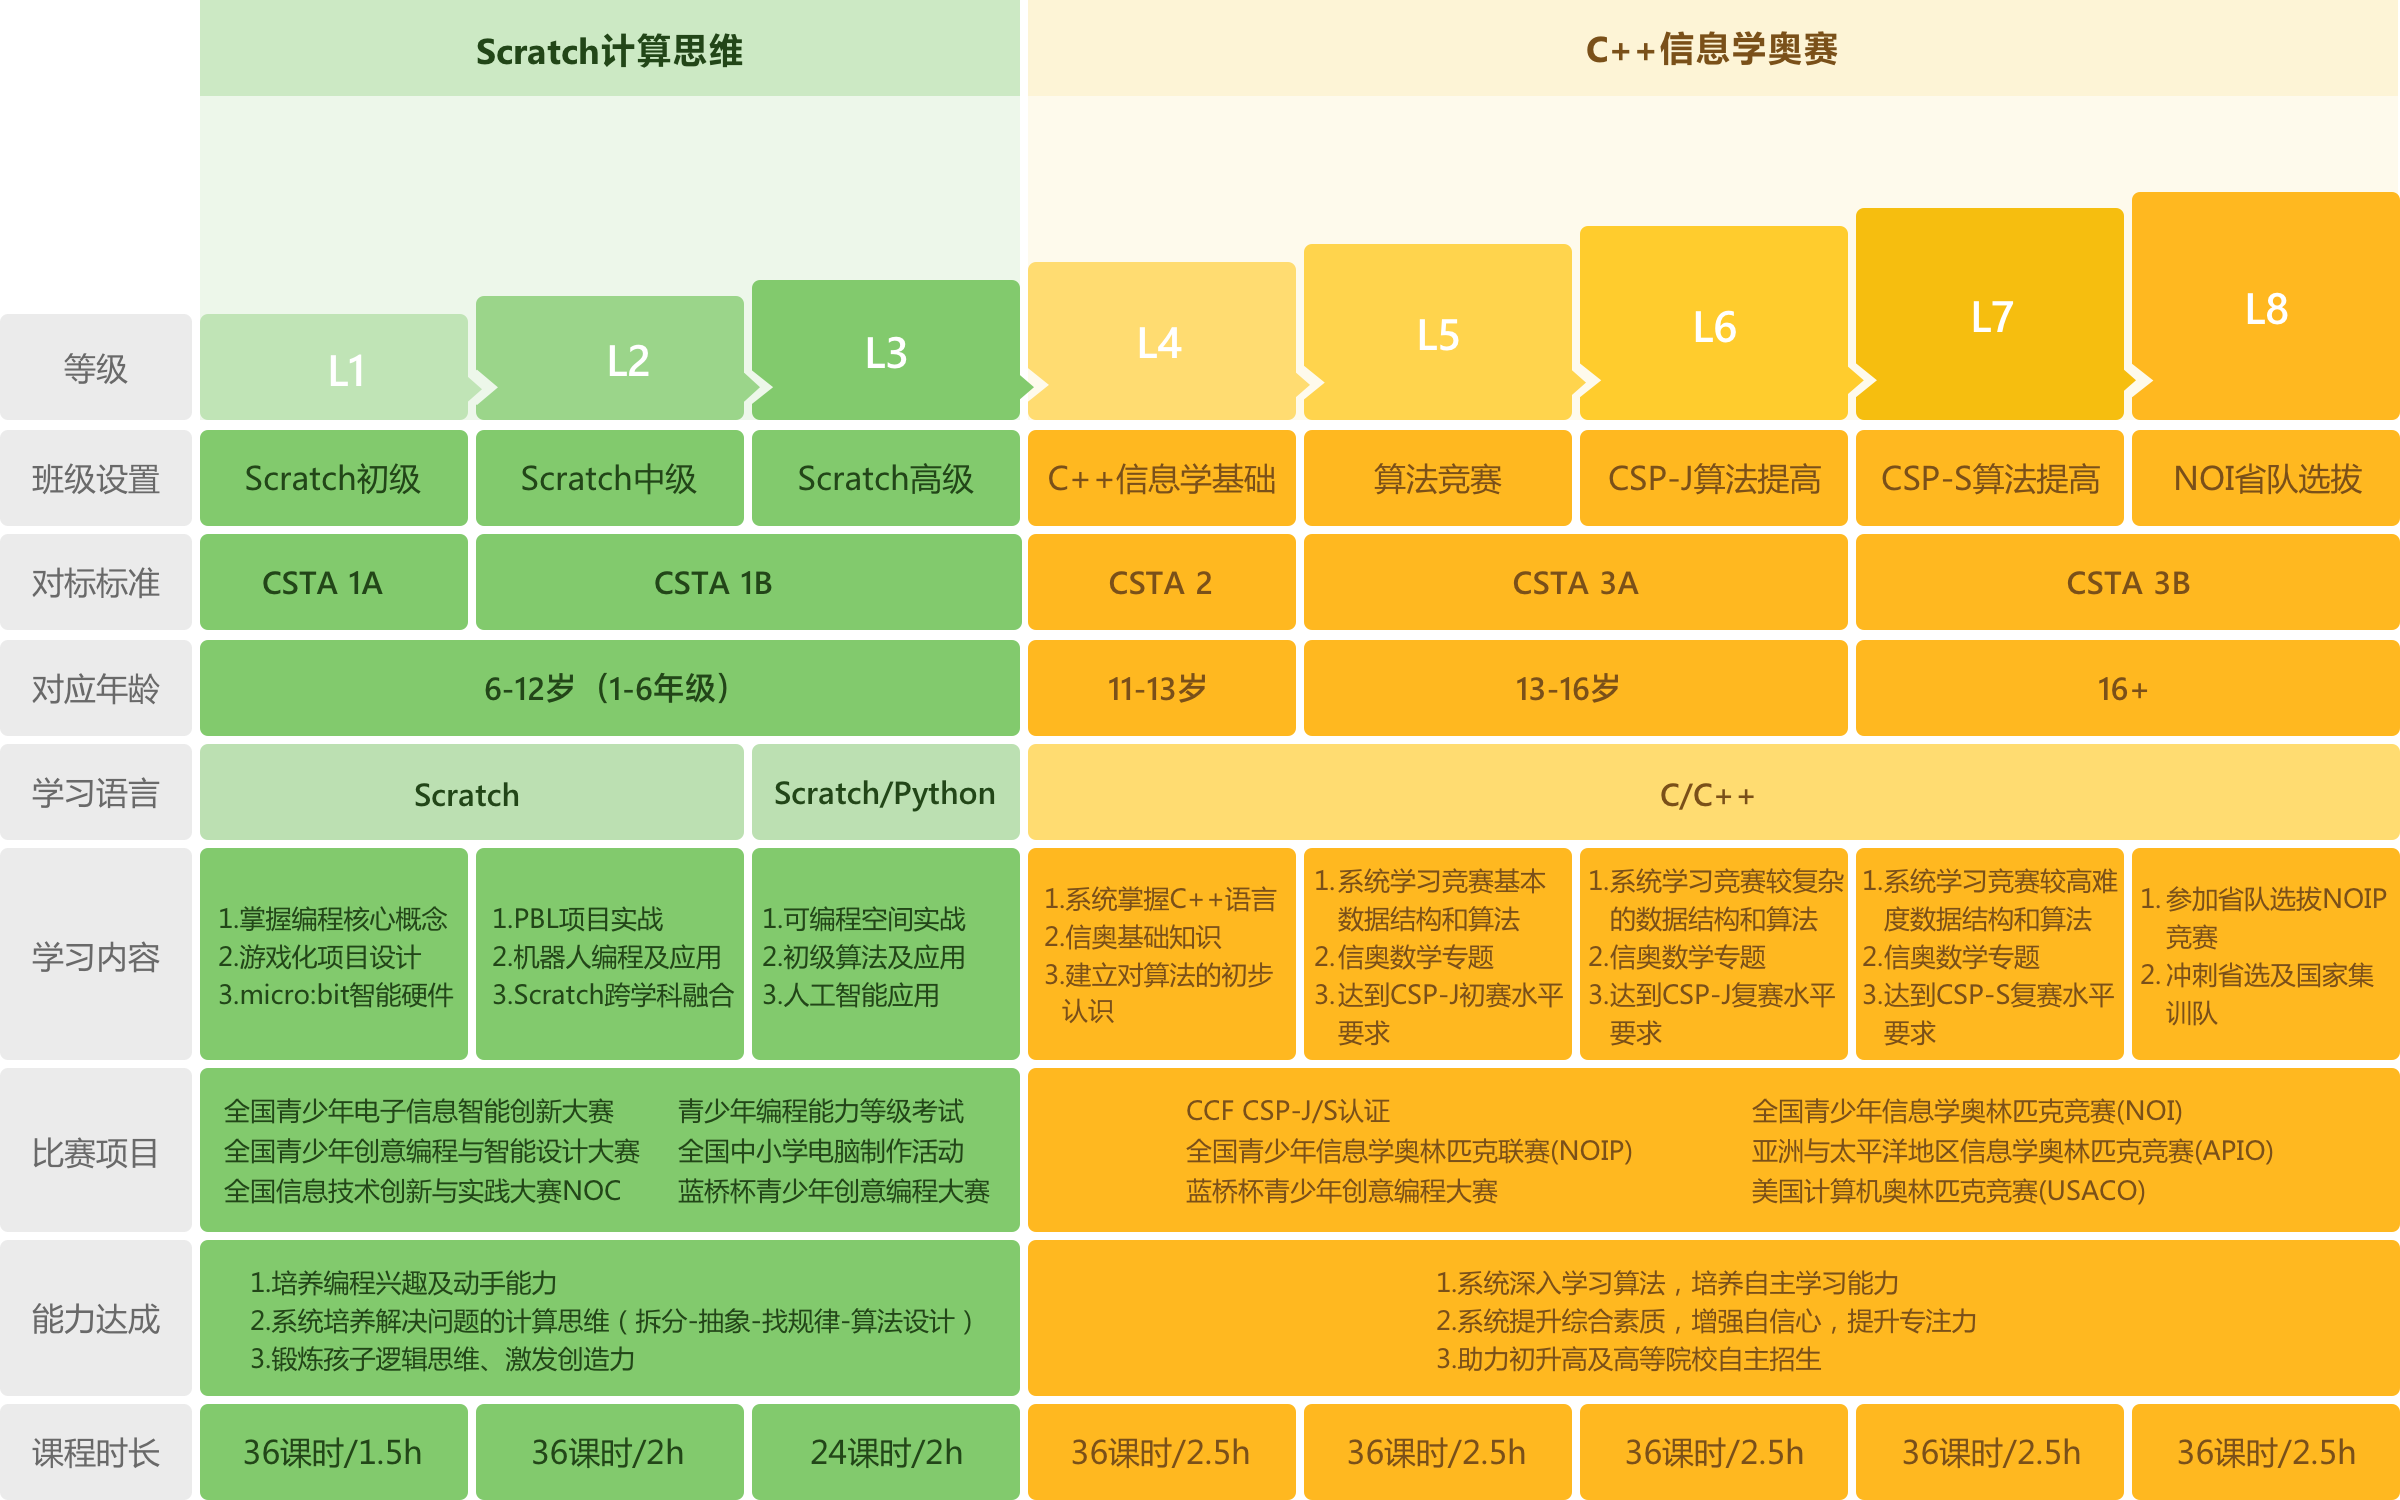 Scratch计算思维
C++信息学奥赛
等级
L1
L2
L3
L4
L5
L6
L7
L8
班级设置
Scratch初级
Scratch中级
Scratch高级
C++信息学基础
算法竞赛
CSP-J算法提高
CSP-S算法提高
NOI省队选拔
对标标准
CSTA 1A
CSTA 1B
CSTA 2
CSTA 3A
CSTA 3B
对应年龄
6-12岁（1-6年级）
11-13岁
13-16岁
16+
学习语言
Scratch
Scratch/Python
C/C++
学习内容
1.掌握编程核心概念
2.游戏化项目设计
3.micro:bit智能硬件
1.PBL项目实战
2.机器人编程及应用
3.Scratch跨学科融合
1.可编程空间实战
2.初级算法及应用
3.人工智能应用
1.系统掌握C++语言
2.信奥基础知识
3.建立对算法的初步
认识
1.系统学习竞赛基本
数据结构和算法
2.信奥数学专题
3.达到CSP-J初赛水平
要求
1.系统学习竞赛较复杂
的数据结构和算法
2.信奥数学专题
3.达到CSP-J复赛水平
要求
1.系统学习竞赛较高难
度数据结构和算法
2.信奥数学专题
3.达到CSP-S复赛水平
要求
1. 参加省队选拔NOIP
竞赛
2. 冲刺省选及国家集
训队
比赛项目
全国青少年电子信息智能创新大赛
全国青少年创意编程与智能设计大赛
全国信息技术创新与实践大赛NOC
青少年编程能力等级考试
全国中小学电脑制作活动
蓝桥杯青少年创意编程大赛
CCF CSP-J/S认证
全国青少年信息学奥林匹克联赛(NOIP)
蓝桥杯青少年创意编程大赛
全国青少年信息学奥林匹克竞赛(NOI)
亚洲与太平洋地区信息学奥林匹克竞赛(APIO)
美国计算机奥林匹克竞赛(USACO)
能力达成
1.培养编程兴趣及动手能力
2.系统培养解决问题的计算思维（拆分-抽象-找规律-算法设计）
3.锻炼孩子逻辑思维、激发创造力
1.系统深入学习算法，培养自主学习能力
2.系统提升综合素质，增强自信心，提升专注力
3.助力初升高及高等院校自主招生
课程时长
36课时/1.5h
36课时/2h
24课时/2h
36课时/2.5h
36课时/2.5h
36课时/2.5h
36课时/2.5h
36课时/2.5h